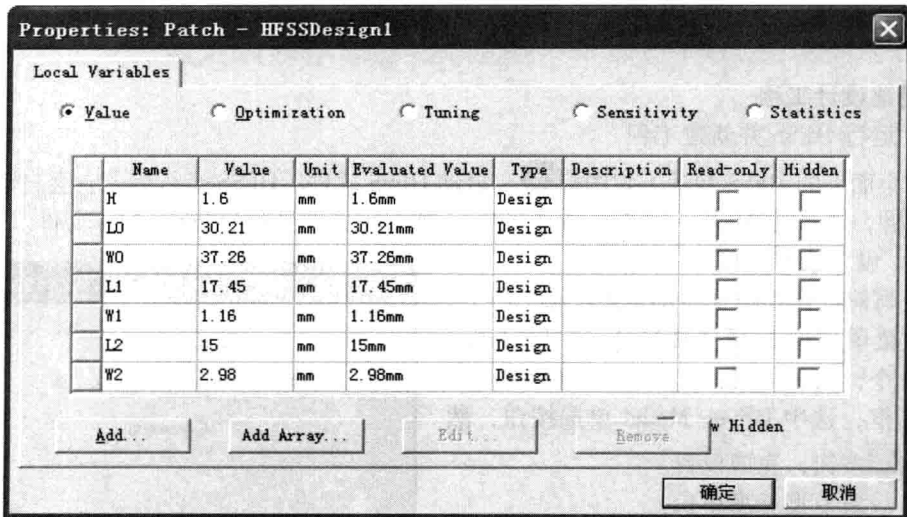 Properties: Patch - HFSSDesign1
Local Variables
Value Optimization Tuning Sensitivity Statistics
Name Value Unit Evaluated Value Type Description Read-only Hidden
H 1.6 mm 1.6mm Design
L0 30.21 mm 30.21mm Design
W0 37.26 mm 37.26mm Design
L1 17.45 mm 17.45mm Design
W1 1.16 mm 1.16mm Design
L2 15 mm 15mm Design
W2 2.98 mm 2.98mm Design
Add... Add Array... Edit... Remove w Hidden
确定 取消